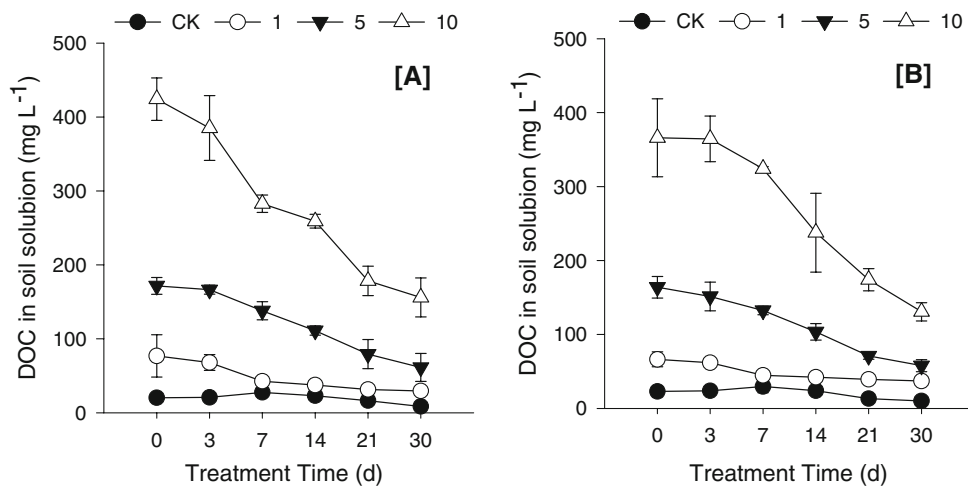 CK 1 5 10
[A]
DOC in soil solubion (mg L-1)
500
400
300
200
100
0
0 3 7 14 21 30
Treatment Time (d)
CK 1 5 10
[B]
DOC in soil solubion (mg L-1)
500
400
300
200
100
0
0 3 7 14 21 30
Treatment Time (d)